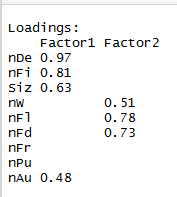 Loadings:
    Factor1 Factor2
nDe 0.97
nFi 0.81
Siz 0.63
nW          0.51
nFl         0.78
nFd         0.73
nFr
nPu
nAu 0.48